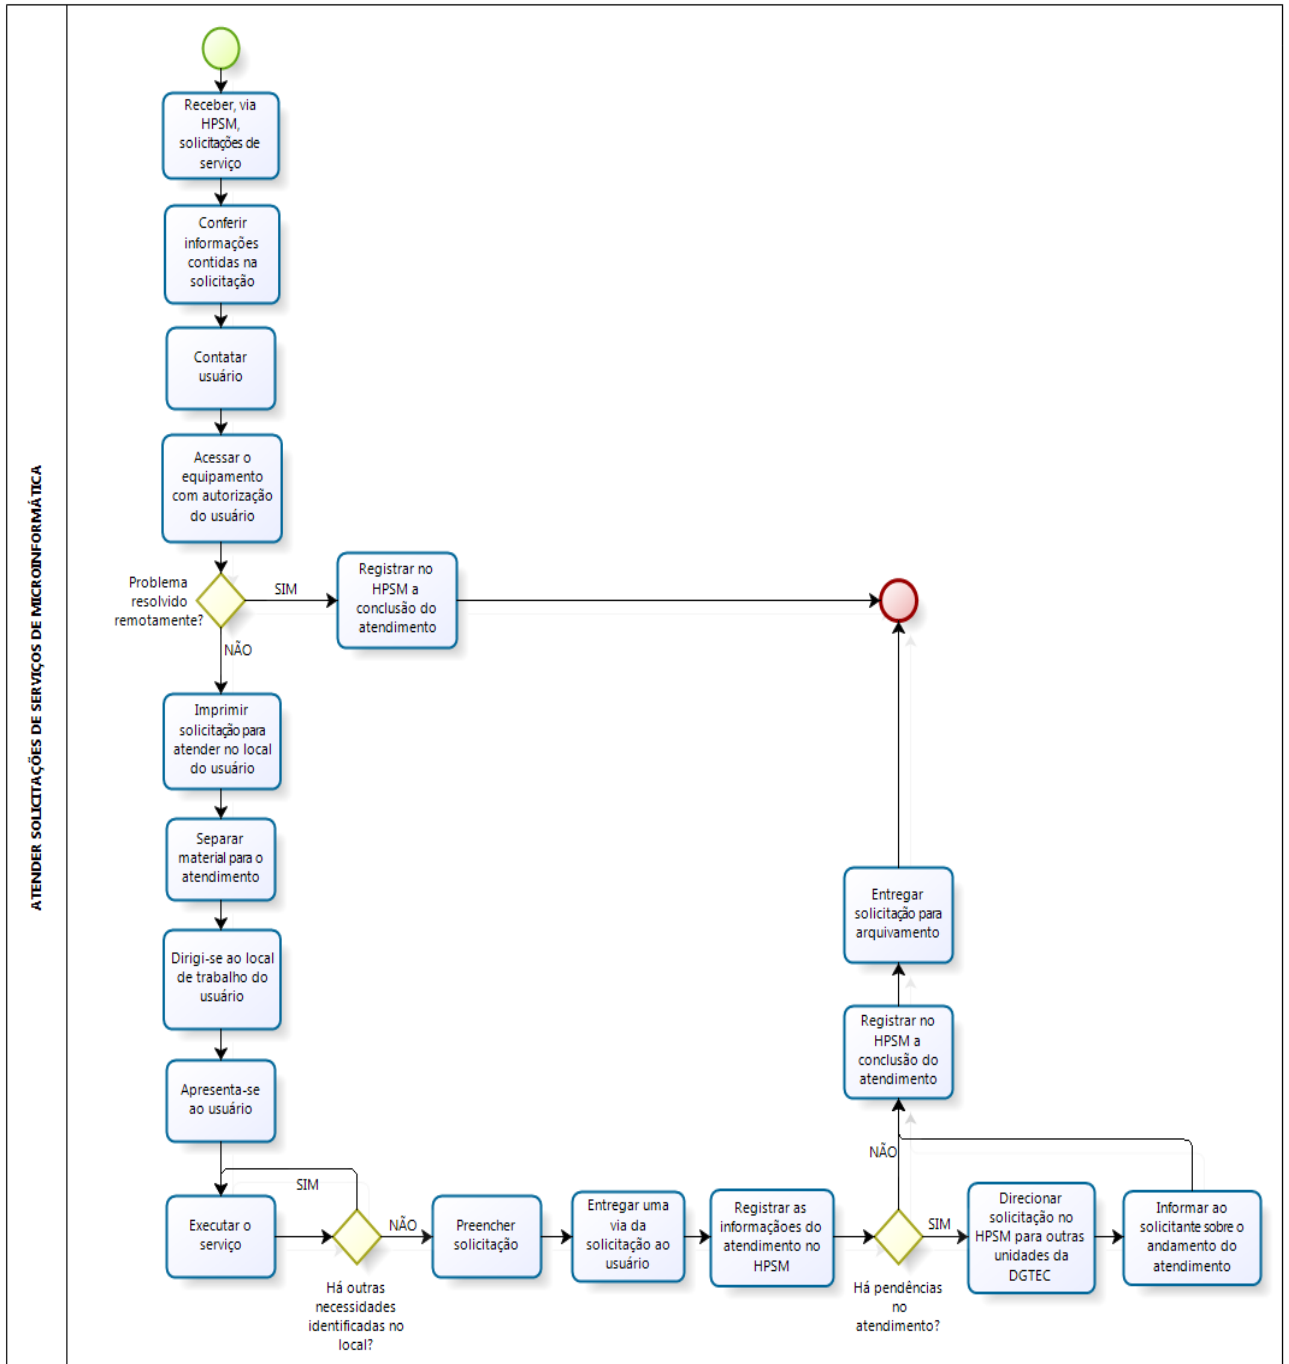 ATENDER SOLICITAÇÕES DE SERVIÇOS DE MICROINFORMÁTICA
Receber, via
HPSM,
solicitações de
serviço
Conferir
informações
contidas na
solicitação
Contatar
usuário
Acessar o
equipamento
com autorização
do usuário
Problema
resolvido
remotamente?
SIM
NÃO
Registrar no
HPSM a
conclusão do
atendimento
Imprimir
solicitação para
atender no local
do usuário
Separar
material para o
atendimento
Dirigi-se ao local
de trabalho do
usuário
Apresenta-se
ao usuário
Executar o
serviço
SIM
NÃO
Há outras
necessidades
identificadas no
local?
Preencher
solicitação
Entregar uma
via da
solicitação ao
usuário
Registrar as
informaçãoes do
atendimento no
HPSM
Há pendências
no
atendimento?
NÃO
SIM
Direcionar
solicitação no
HPSM para outras
unidades da
DGTEC
Informar ao
solicitante sobre o
andamento do
atendimento
Registrar no
HPSM a
conclusão do
atendimento
Entregar
solicitação para
arquivamento